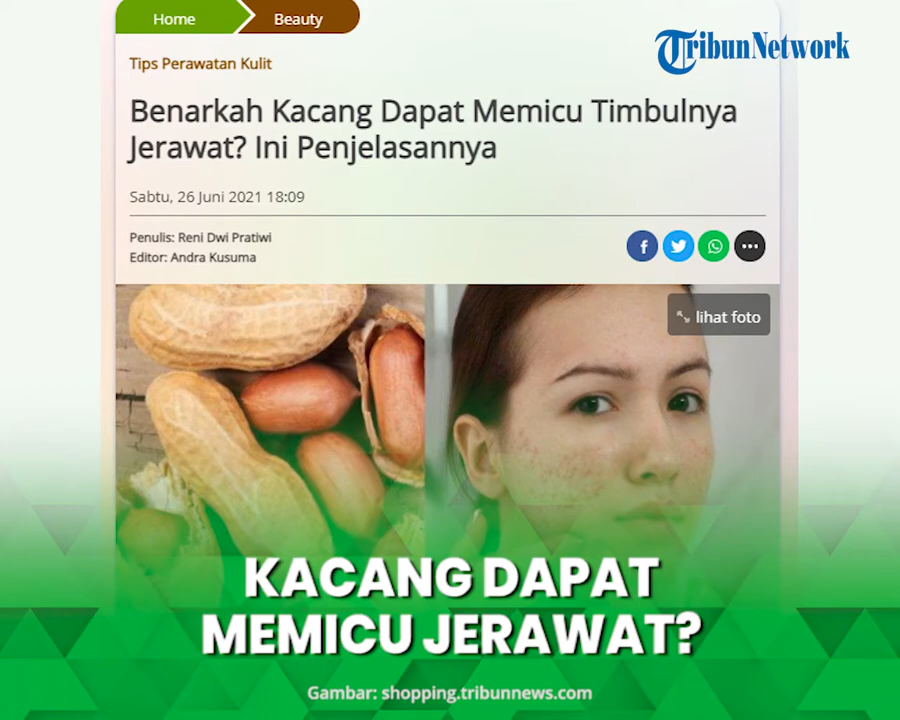 Home
Beauty
TribunNetwork
Tips Perawatan Kulit
Benarkah Kacang Dapat Memicu Timbulnya
Jerawat? Ini Penjelasannya
Sabtu, 26 Juni 2021 18:09
Penulis: Reni Dwi Pratiwi
Editor: Andra Kusuma
lihat foto
KACANG DAPAT
MEMICU JERAWAT?
Gambar: shopping.tribunnews.com